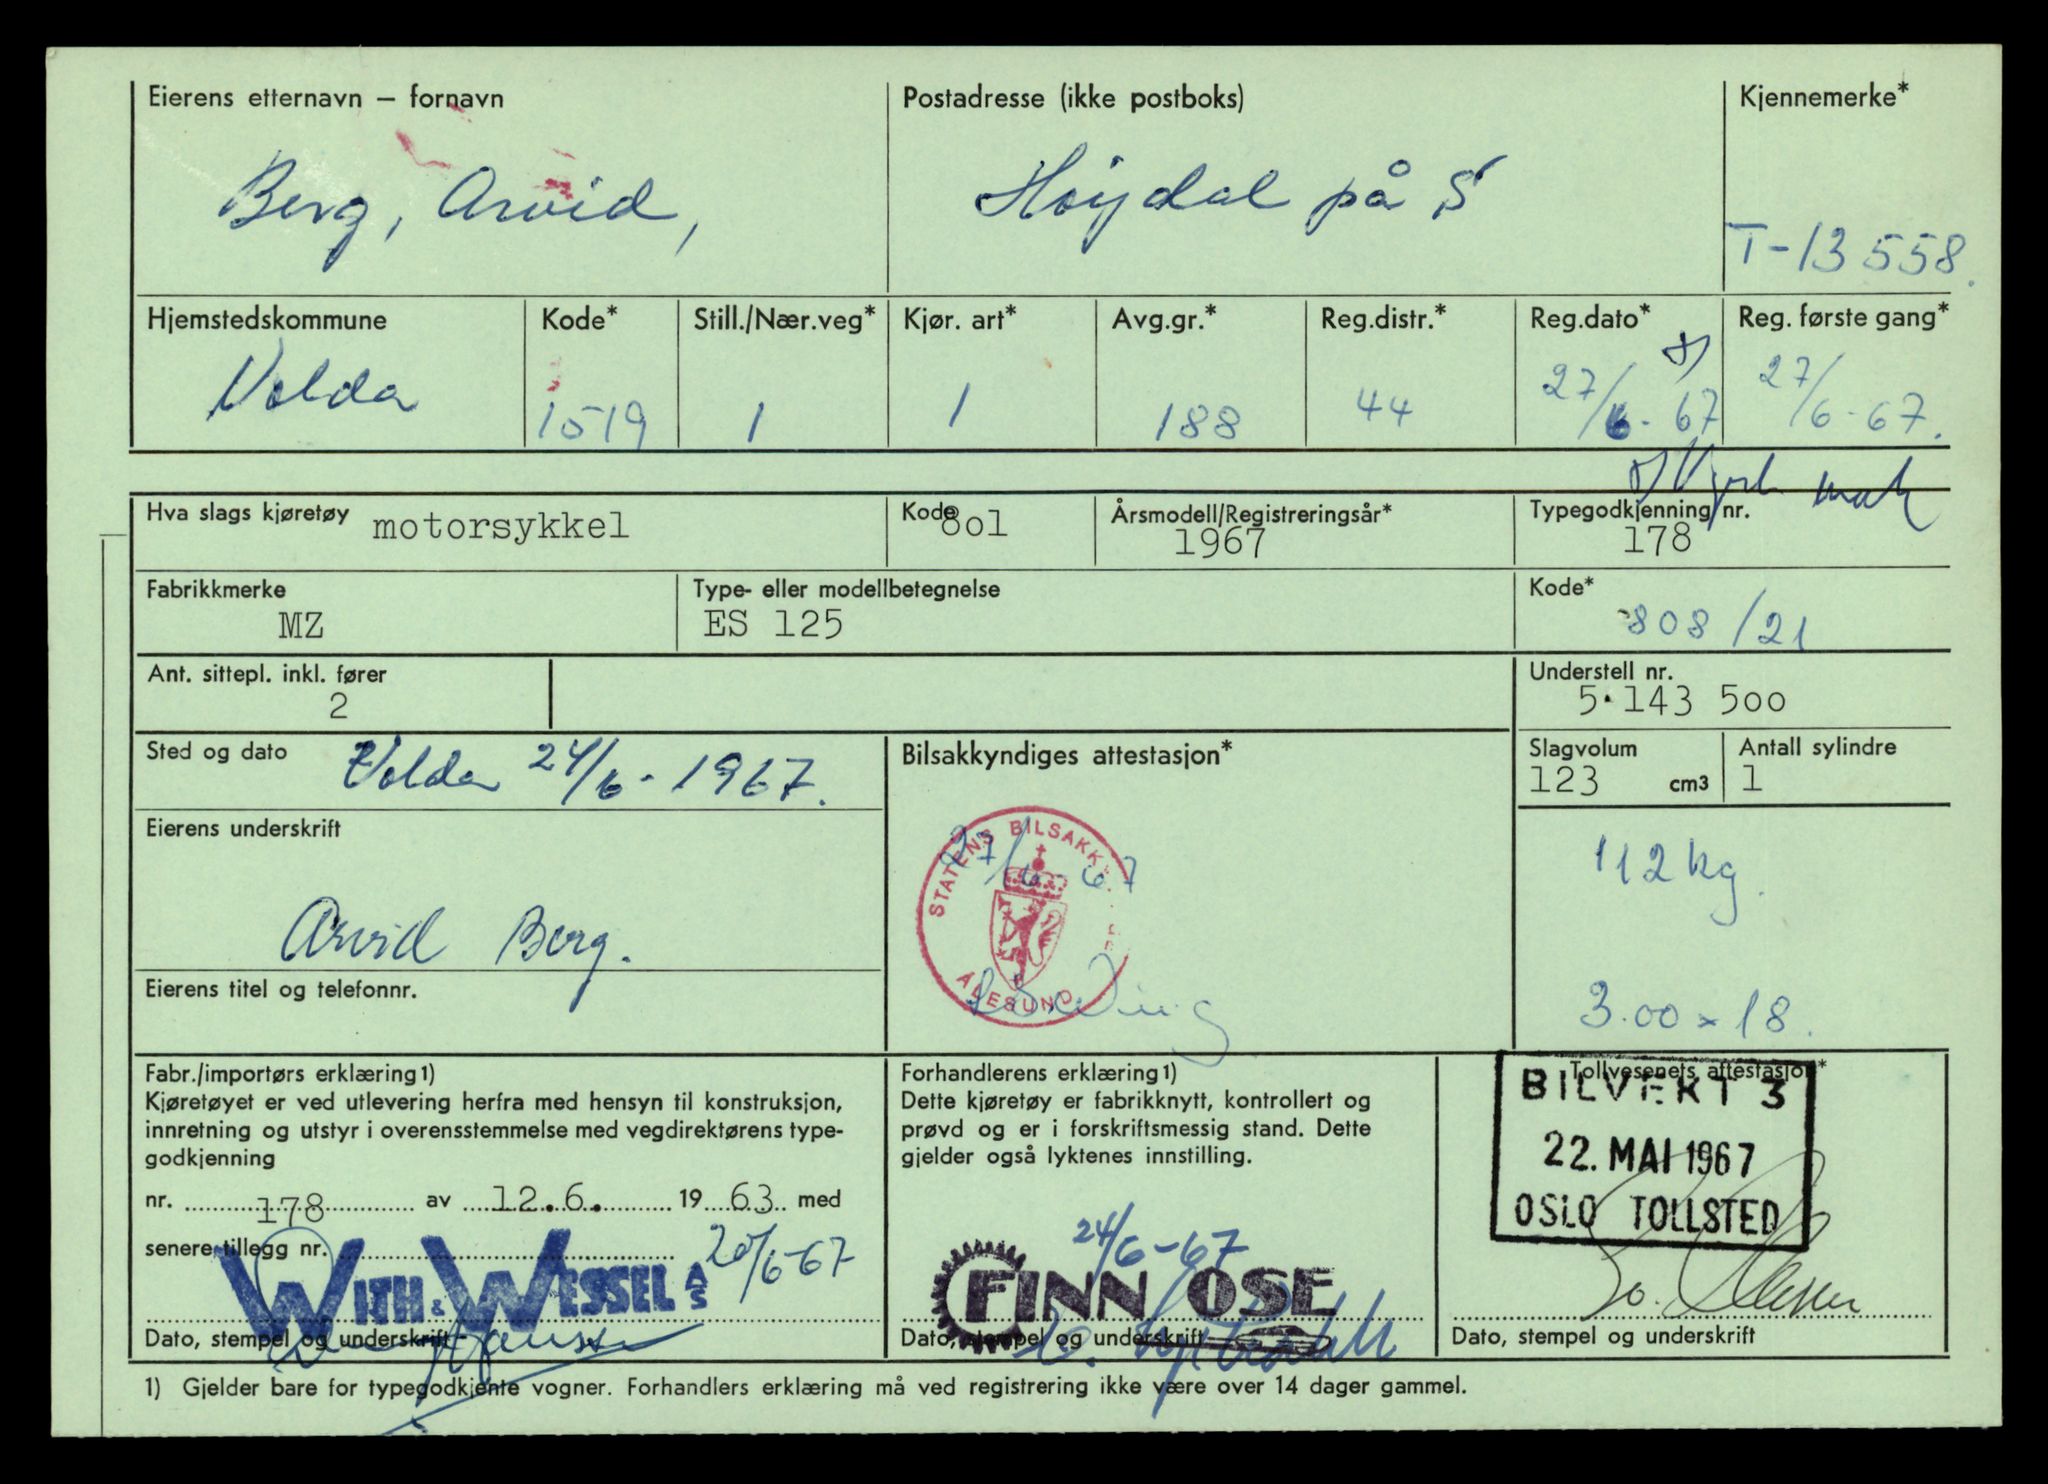 Eierens etternavn – fornavn
Postadresse (ikke postboks)
Kjennemerke*
Berg, Arvid,
Høydal på S
T-13558.
Hjemstedskommune
Kode*
Still./Nær.veg*
Kjør. art*
Avg.gr.*
Reg.distr.*
Reg.dato*
Reg. første gang*
Volda
1519
1
1
188
44
27/6-67
27/6-67.
Hva slags kjøretøy
motorsykkel
Kode
801
Årsmodell/Registreringsår*
1967
Typegodkjenning nr.
178
Fabrikkmerke
MZ
Type- eller modellbetegnelse
ES 125
Kode*
808/21
Ant. sittepl. inkl. fører
2
Understell nr.
5·143 500
Sted og dato
Volda 24/6-1967.
Bilsakkyndiges attestasjon*
Slagvolum
123 cm3
Antall sylindre
1
Eierens underskrift
Arvid Berg.
STATENS BILSAKK
27/6-67
ÅLESUND
112 kg.
3.00 x 18.
Eierens titel og telefonnr.
Fabr./importørs erklæring1)
Kjøretøyet er ved utlevering herfra med hensyn til konstruksjon,
innretning og utstyr i overensstemmelse med vegdirektørens type-
godkjenning
nr. 178 av 12.6. 1963 med
senere tillegg nr.
20/6-67
WITH & WESSEL A/S
Dato, stempel og underskrift
Forhandlerens erklæring1)
Dette kjøretøy er fabrikknytt, kontrollert og
prøvd og er i forskriftsmessig stand. Dette
gjelder også lyktenes innstilling.
24/6-67
FINN OSE
Dato, stempel og underskrift
Tollvesenets attestasjon*
BILVEKT 3
22. MAI 1967
OSLO TOLLSTED
Dato, stempel og underskrift
1) Gjelder bare for typegodkjente vogner. Forhandlers erklæring må ved registrering ikke være over 14 dager gammel.